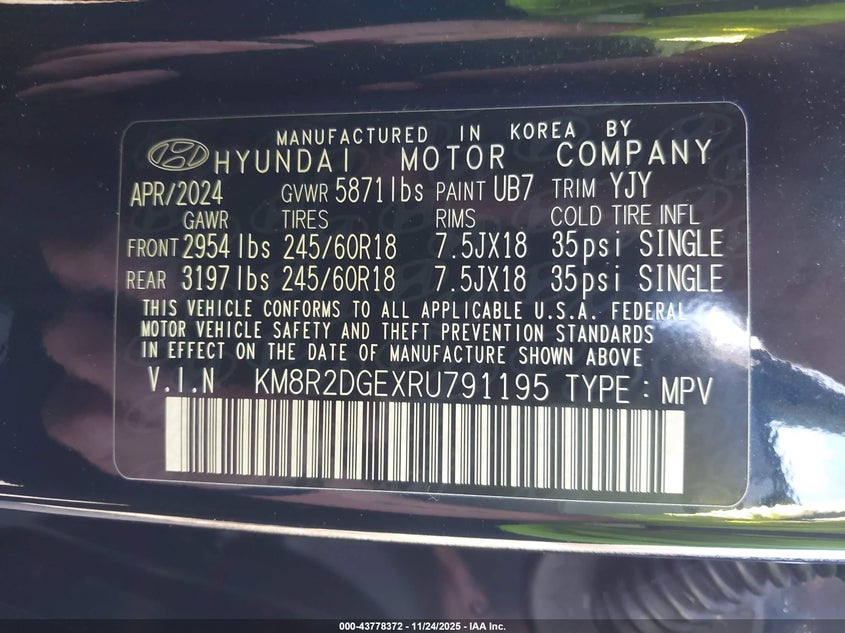 MANUFACTURED IN KOREA BY
HYUNDAI MOTOR COMPANY
APR/2024 GVWR 5871lbs PAINT UB7 TRIM YJY
GAWR TIRES RIMS COLD TIRE INFL
FRONT 2954lbs 245/60R18 7.5JX18 35psi SINGLE
REAR 3197lbs 245/60R18 7.5JX18 35psi SINGLE
THIS VEHICLE CONFORMS TO ALL APPLICABLE U.S.A. FEDERAL
MOTOR VEHICLE SAFETY AND THEFT PREVENTION STANDARDS
IN EFFECT ON THE DATE OF MANUFACTURE SHOWN ABOVE
V.I.N KM8R2DGEXRU791195 TYPE : MPV
000-43778372 - 11/24/2025 - IAA Inc.